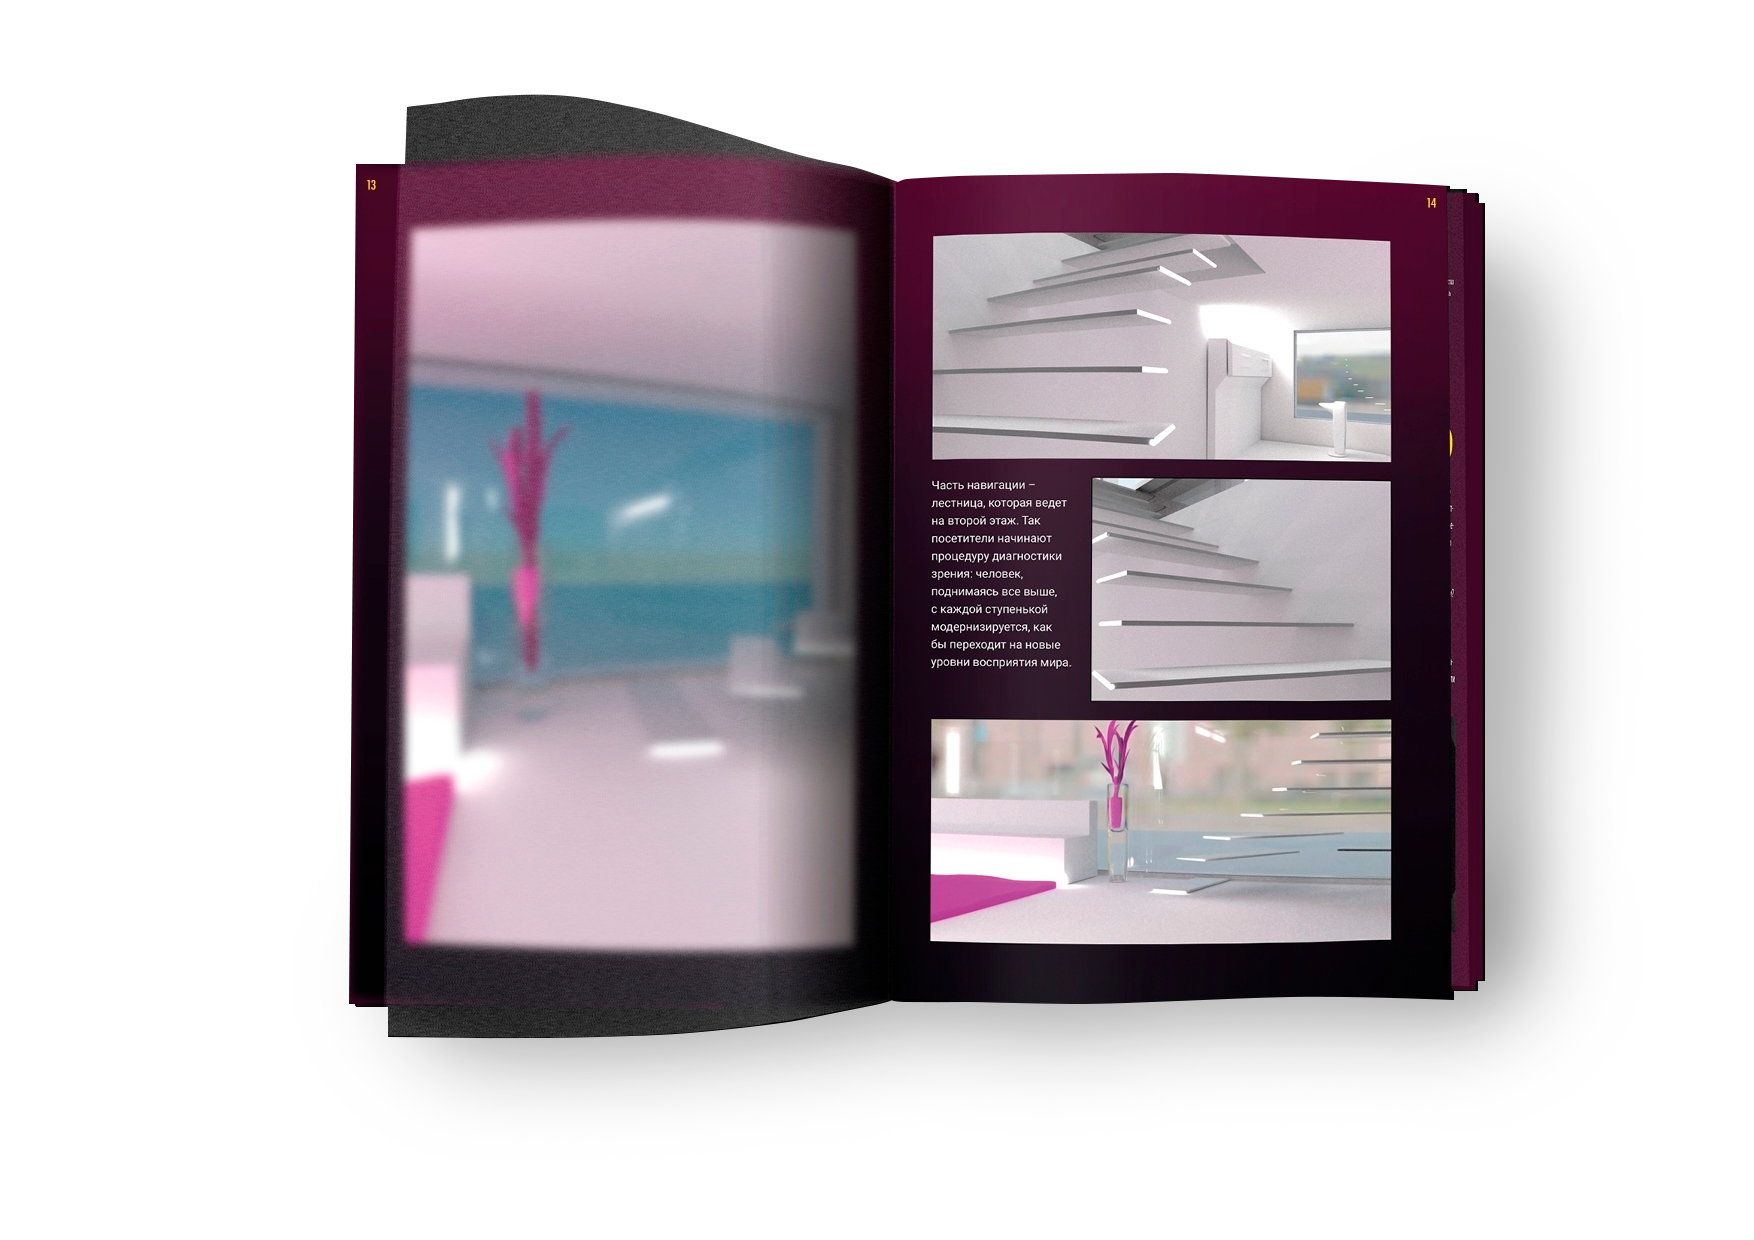 13
14
Часть навигации –
лестница, которая ведет
на второй этаж. Так
посетители начинают
процедуру диагностики
зрения: человек,
поднимаясь все выше,
с каждой ступенькой
модернизируется, как
бы переходит на новые
уровни восприятия мира.